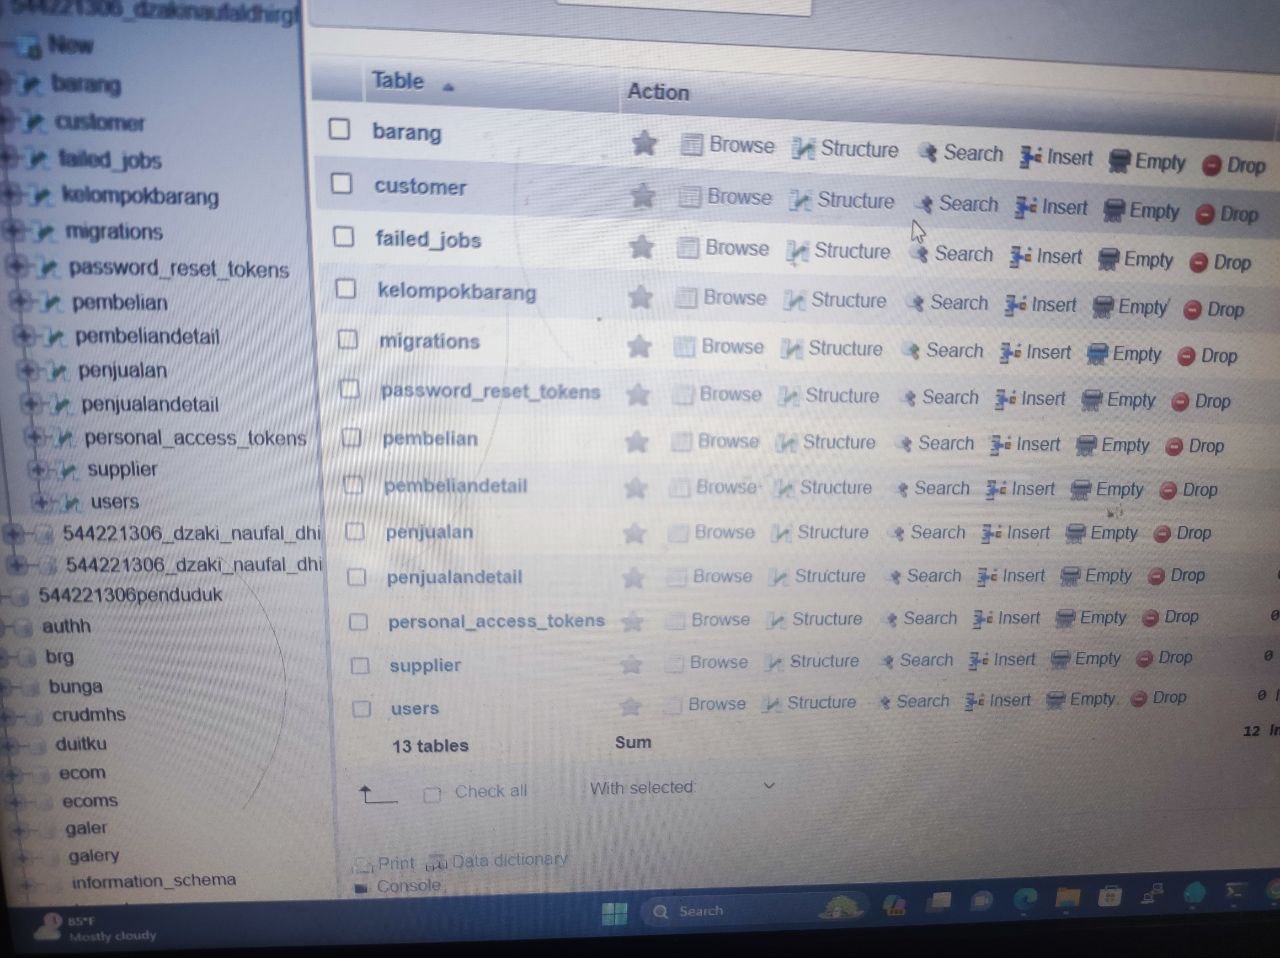 544221306_dzakinaufaldhirgh
New
barang
customer
failed_jobs
kelompokbarang
migrations
password_reset_tokens
pembelian
pembeliandetail
penjualan
penjualandetail
personal_access_tokens
supplier
users
544221306_dzaki_naufal_dhi
544221306_dzaki_naufal_dhi
544221306penduduk
authh
brg
bunga
crudmhs
duitku
ecom
ecoms
galer
galery
information_schema
Table Action
barang Browse Structure Search Insert Empty Drop
customer Browse Structure Search Insert Empty Drop
failed_jobs Browse Structure Search Insert Empty Drop
kelompokbarang Browse Structure Search Insert Empty Drop
migrations Browse Structure Search Insert Empty Drop
password_reset_tokens Browse Structure Search Insert Empty Drop
pembelian Browse Structure Search Insert Empty Drop
pembeliandetail Browse Structure Search Insert Empty Drop
penjualan Browse Structure Search Insert Empty Drop
penjualandetail Browse Structure Search Insert Empty Drop
personal_access_tokens Browse Structure Search Insert Empty Drop 0
supplier Browse Structure Search Insert Empty Drop 0
users Browse Structure Search Insert Empty Drop 0
13 tables Sum 12 In
Check all With selected:
Print Data dictionary
Console
85°F
Mostly cloudy
Search